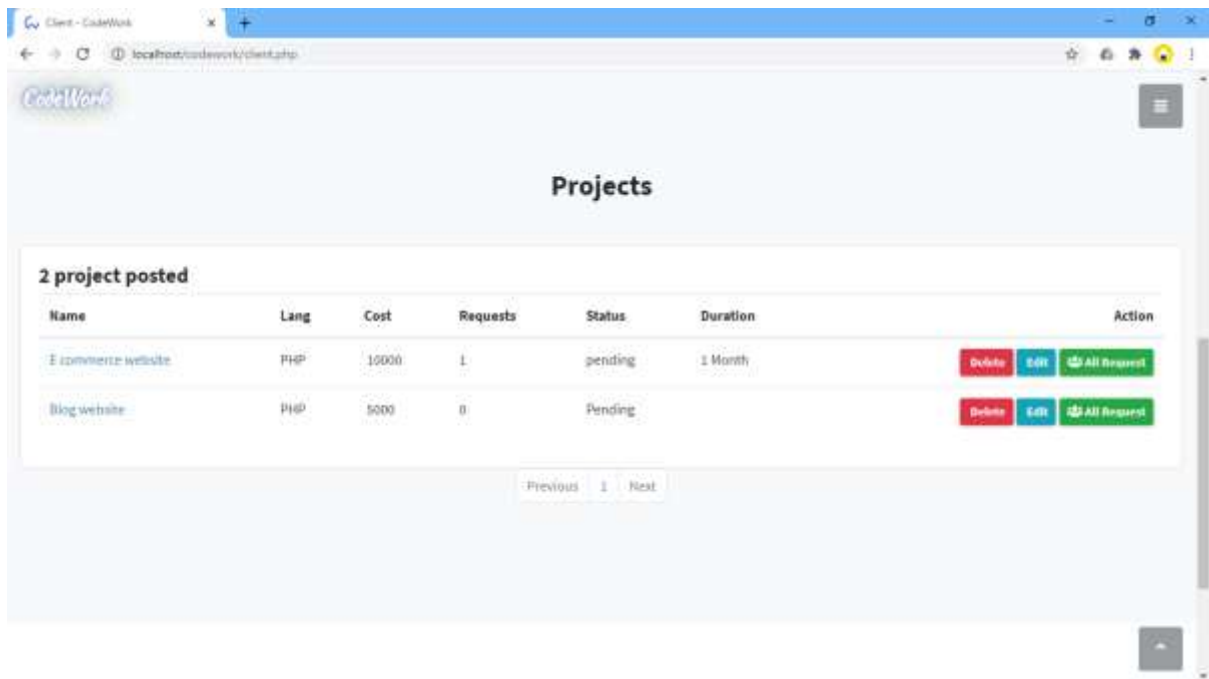 Client - CodeWork
localhost/codework/client.php
CodeWork
Projects
2 project posted
Name Lang Cost Requests Status Duration Action
E commerce website PHP 10000 1 pending 1 Month Delete Edit All Request
Blog website PHP 5000 0 Pending Delete Edit All Request
Previous 1 Next